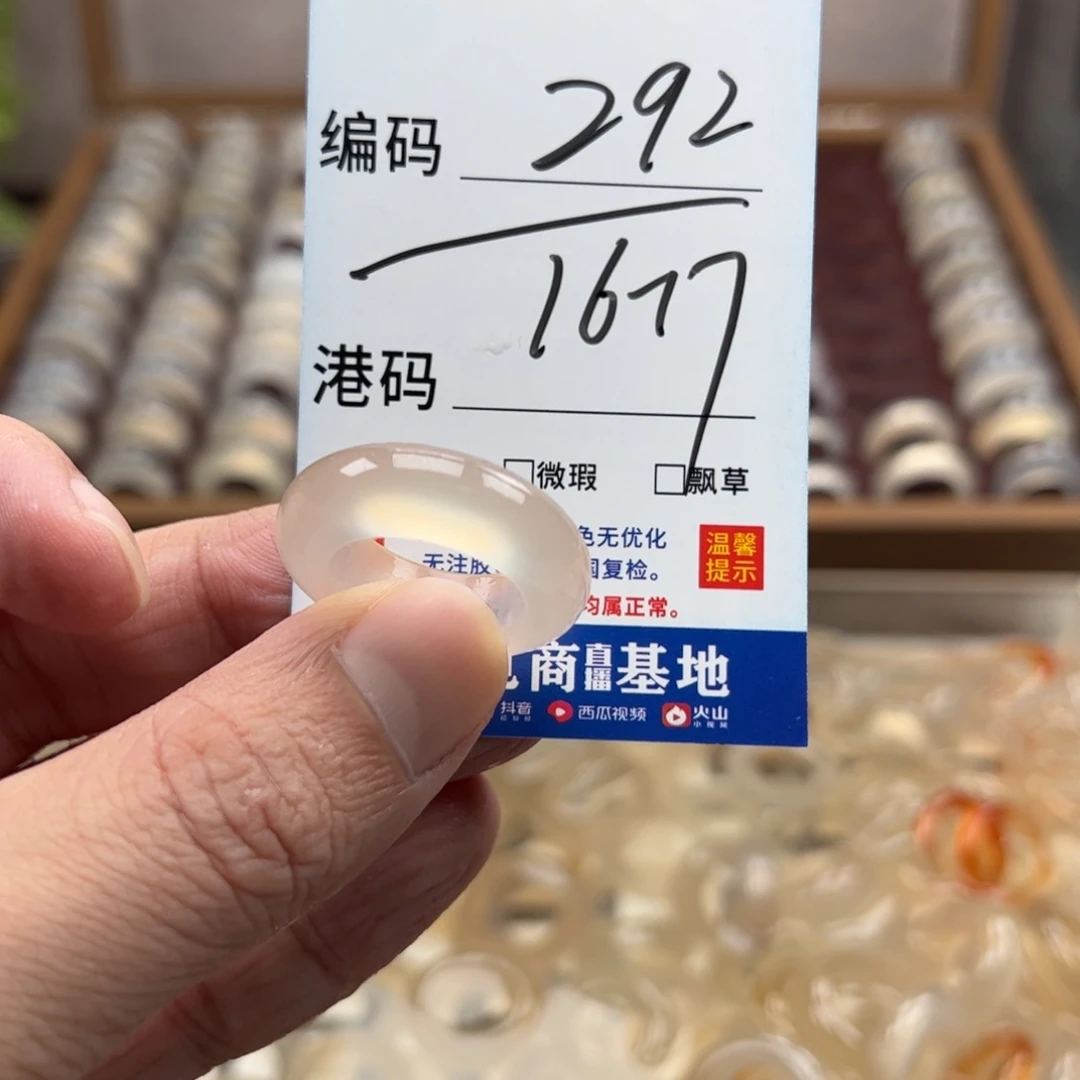 编码 292
1677
港码
微瑕 飘草
色无优化 温馨
无注胶 国复检。 提示
均属正常。
商直播基地
抖音 西瓜视频 火山